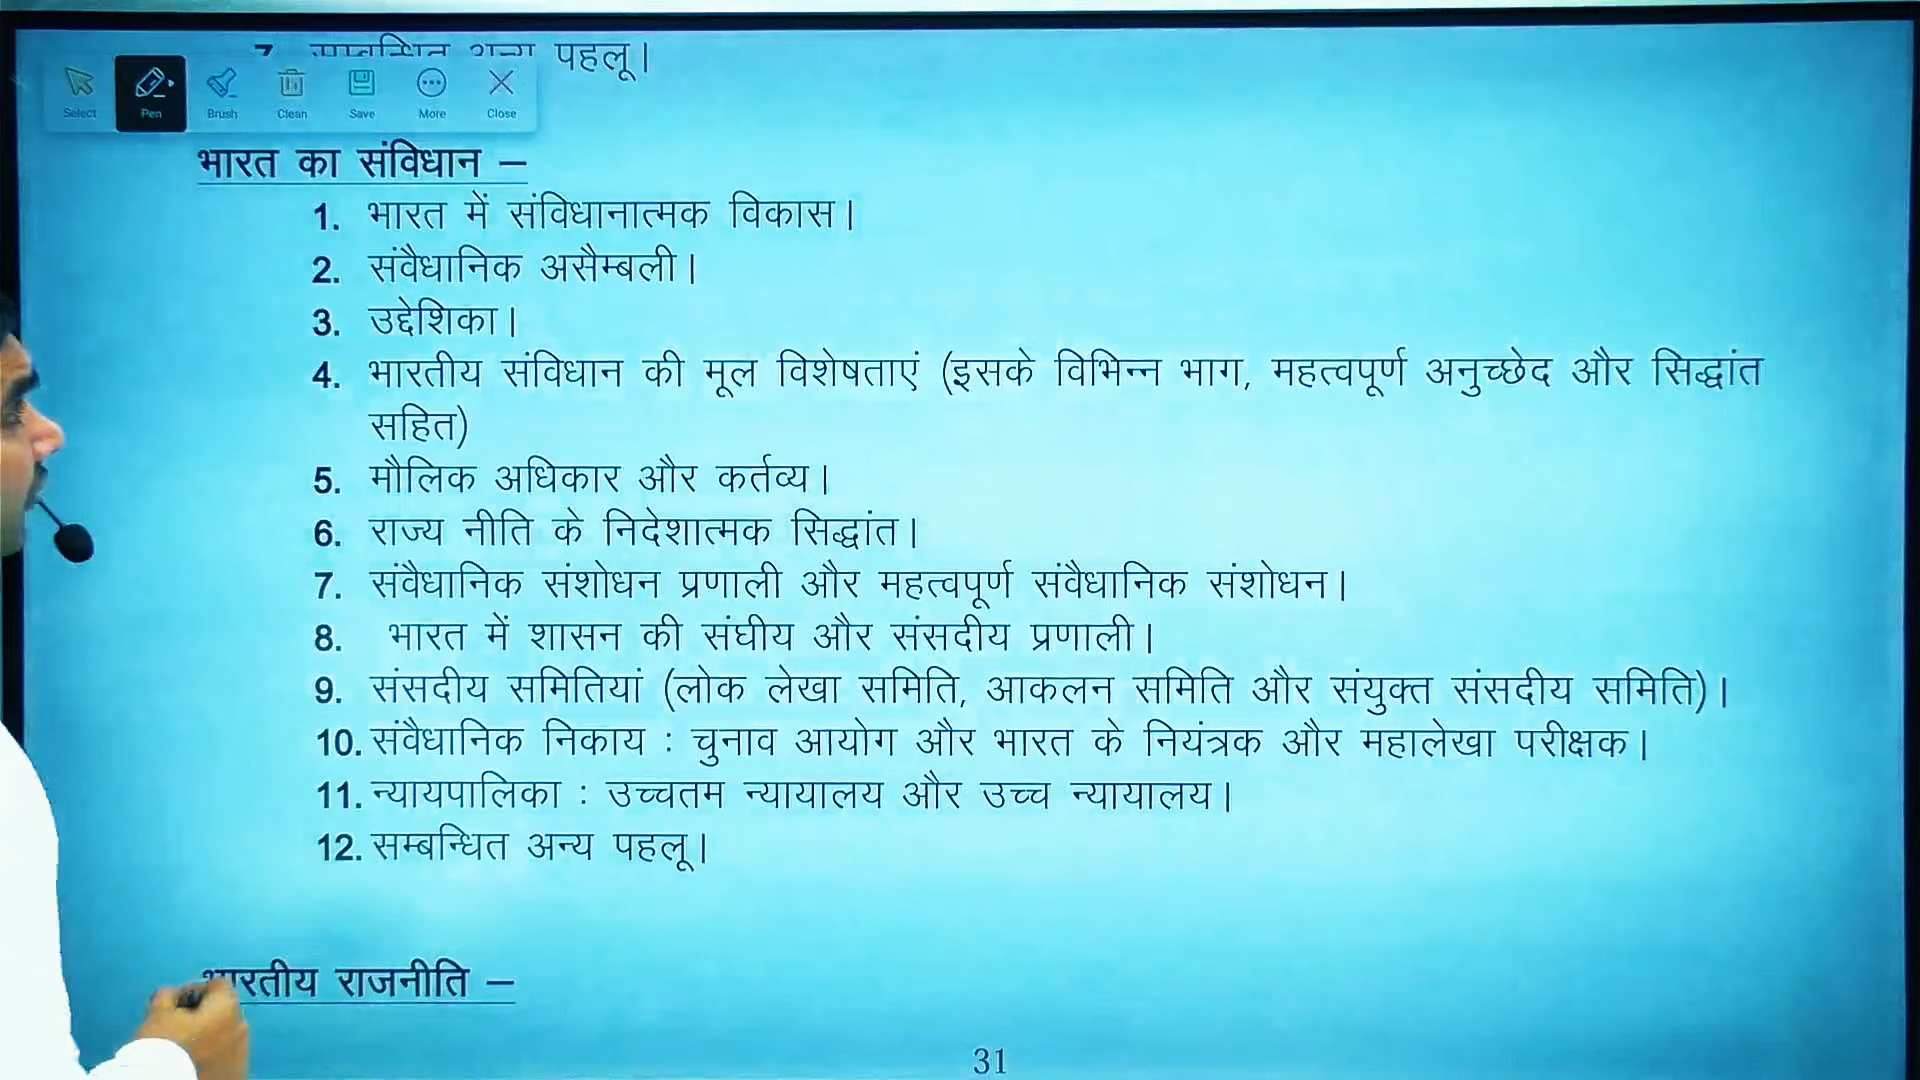 पहलू।
Select Pen Brush Clean Save More Close
भारत का संविधान –
1. भारत में संविधानात्मक विकास।
2. संवैधानिक असैम्बली।
3. उद्देशिका।
4. भारतीय संविधान की मूल विशेषताएं (इसके विभिन्न भाग, महत्वपूर्ण अनुच्छेद और सिद्धांत
सहित)
5. मौलिक अधिकार और कर्तव्य।
6. राज्य नीति के निदेशात्मक सिद्धांत।
7. संवैधानिक संशोधन प्रणाली और महत्वपूर्ण संवैधानिक संशोधन।
8. भारत में शासन की संघीय और संसदीय प्रणाली।
9. संसदीय समितियां (लोक लेखा समिति, आकलन समिति और संयुक्त संसदीय समिति)।
10. संवैधानिक निकाय : चुनाव आयोग और भारत के नियंत्रक और महालेखा परीक्षक।
11. न्यायपालिका : उच्चतम न्यायालय और उच्च न्यायालय।
12. सम्बन्धित अन्य पहलू।
भारतीय राजनीति –
31